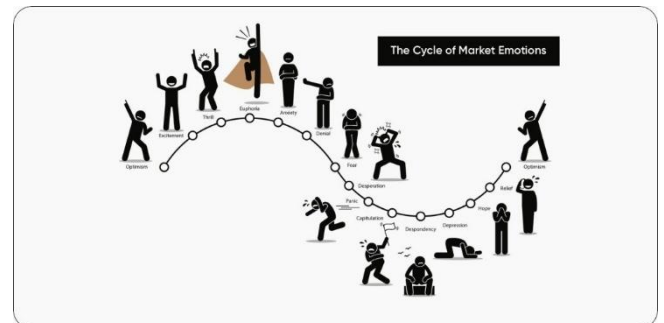 The Cycle of Market Emotions
Optimism
Excitement
Thrill
Euphoria
Anxiety
Denial
Fear
Desperation
Panic
Capitulation
Despondency
Depression
Hope
Relief
Optimism